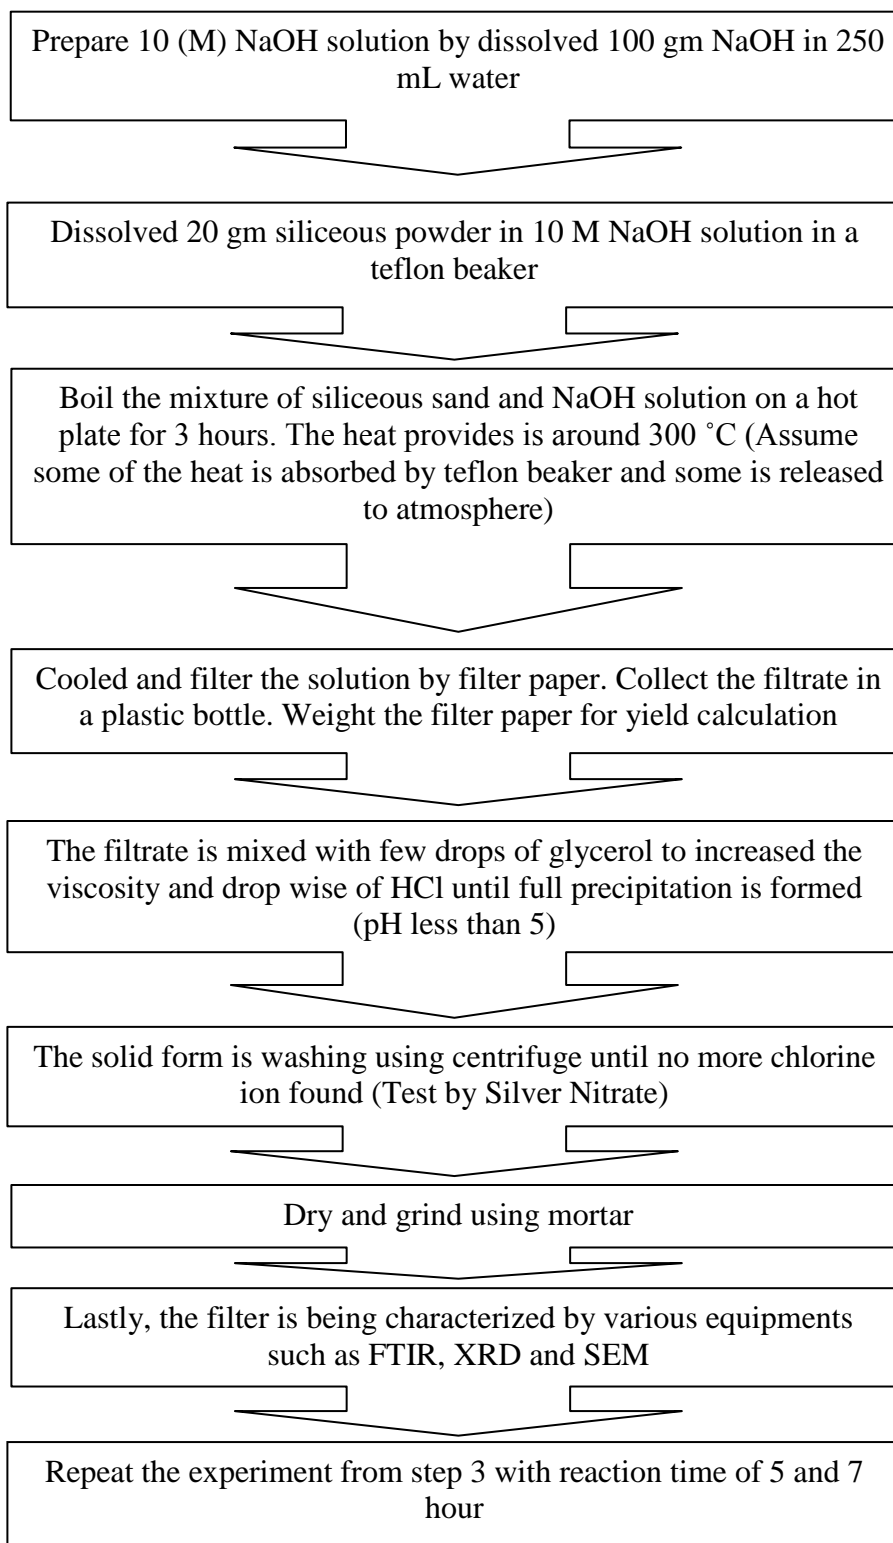 Prepare 10 (M) NaOH solution by dissolved 100 gm NaOH in 250
mL water
Dissolved 20 gm siliceous powder in 10 M NaOH solution in a
teflon beaker
Boil the mixture of siliceous sand and NaOH solution on a hot
plate for 3 hours. The heat provides is around 300 ˚C (Assume
some of the heat is absorbed by teflon beaker and some is released
to atmosphere)
Cooled and filter the solution by filter paper. Collect the filtrate in
a plastic bottle. Weight the filter paper for yield calculation
The filtrate is mixed with few drops of glycerol to increased the
viscosity and drop wise of HCl until full precipitation is formed
(pH less than 5)
The solid form is washing using centrifuge until no more chlorine
ion found (Test by Silver Nitrate)
Dry and grind using mortar
Lastly, the filter is being characterized by various equipments
such as FTIR, XRD and SEM
Repeat the experiment from step 3 with reaction time of 5 and 7
hour